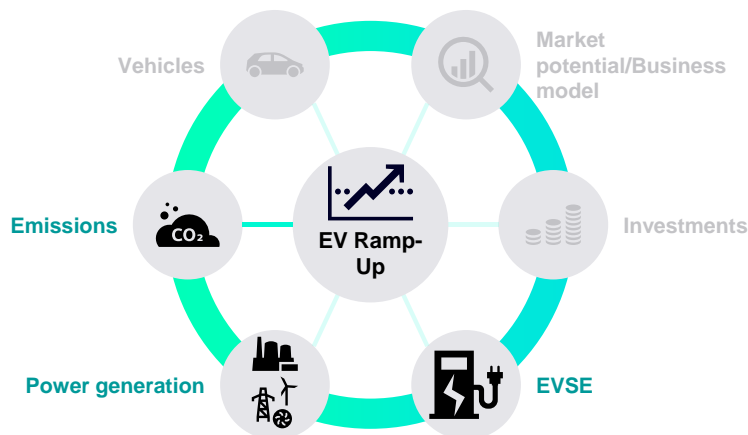 Vehicles
Market
potential/Business
model
Emissions
CO₂
EV Ramp-
Up
Investments
Power generation
EVSE